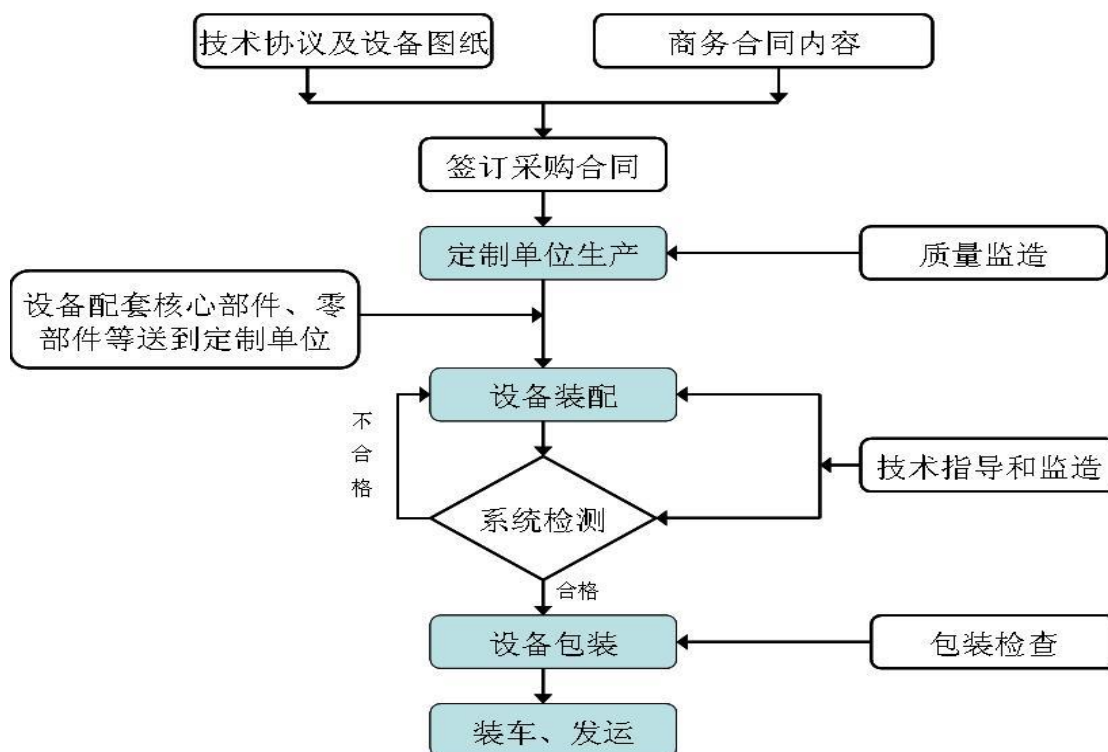 技术协议及设备图纸
商务合同内容
签订采购合同
定制单位生产
质量监造
设备配套核心部件、零
部件等送到定制单位
设备装配
不
合
格
技术指导和监造
系统检测
合格
设备包装
包装检查
装车、发运